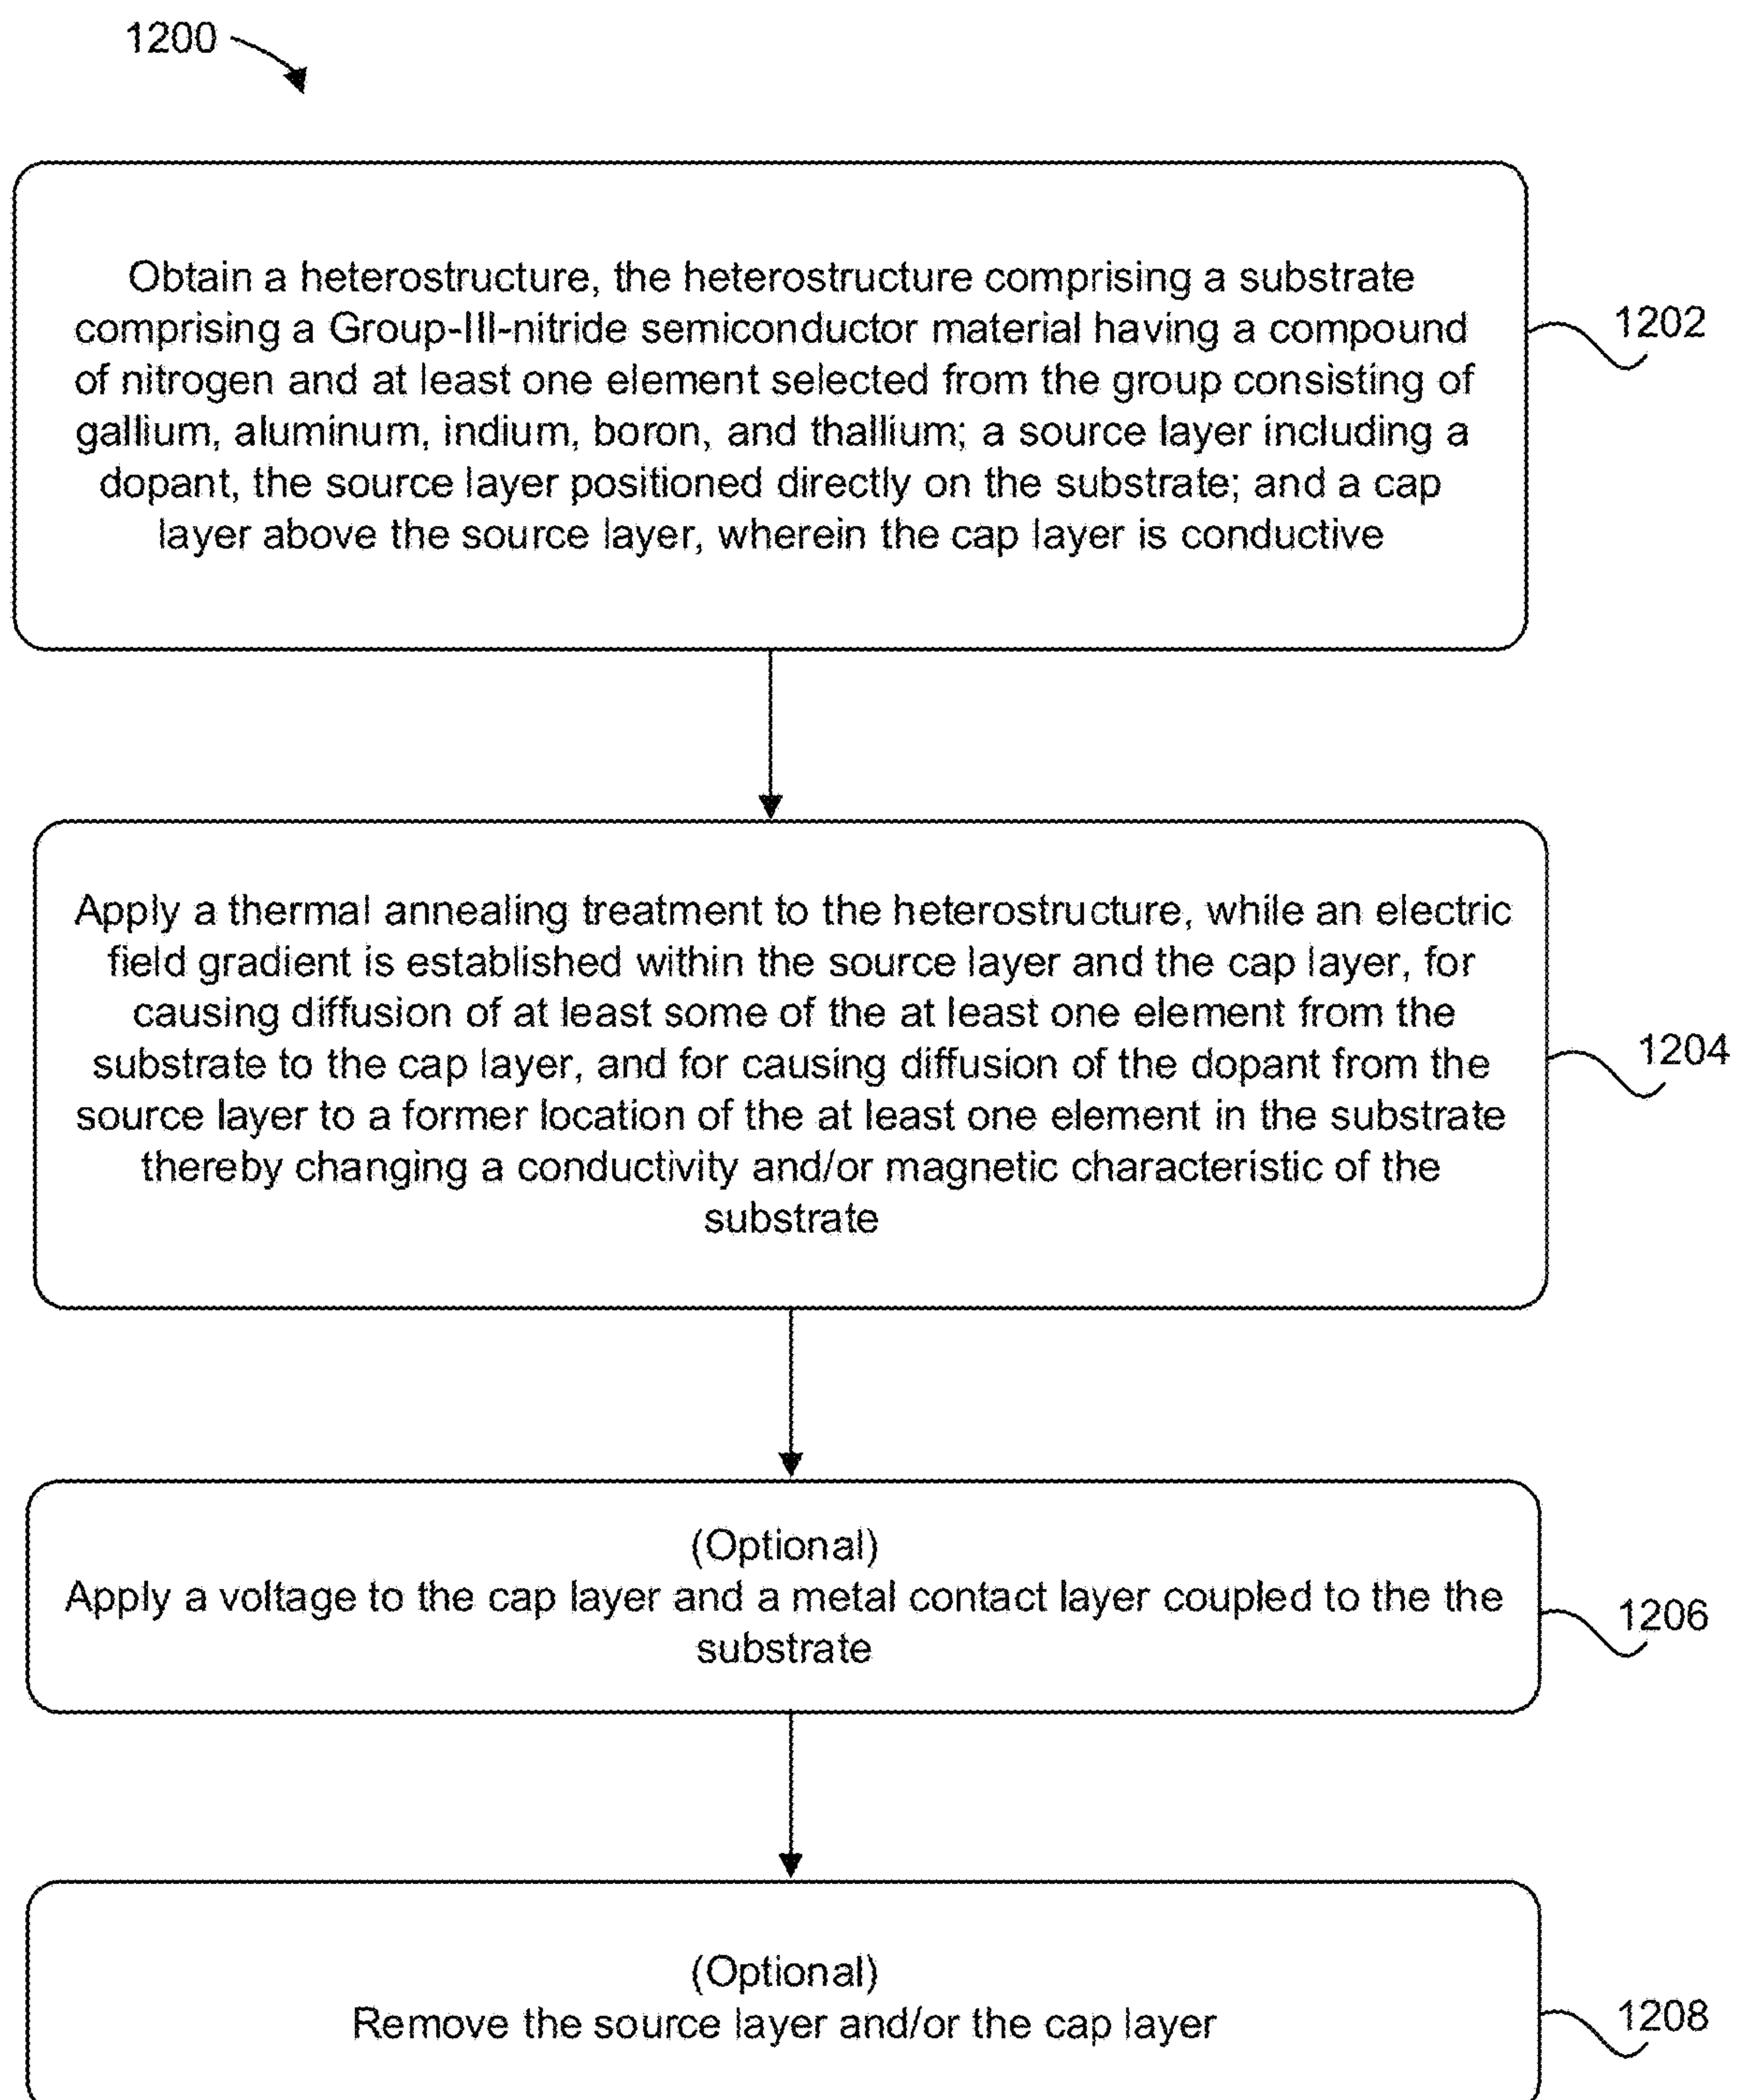 1200
Obtain a heterostructure, the heterostructure comprising a substrate
comprising a Group-III-nitride semiconductor material having a compound
of nitrogen and at least one element selected from the group consisting of
gallium, aluminum, indium, boron, and thallium; a source layer including a
dopant, the source layer positioned directly on the substrate; and a cap
layer above the source layer, wherein the cap layer is conductive
1202
Apply a thermal annealing treatment to the heterostructure, while an electric
field gradient is established within the source layer and the cap layer, for
causing diffusion of at least some of the at least one element from the
substrate to the cap layer, and for causing diffusion of the dopant from the
source layer to a former location of the at least one element in the substrate
thereby changing a conductivity and/or magnetic characteristic of the
substrate
1204
(Optional)
Apply a voltage to the cap layer and a metal contact layer coupled to the the
substrate
1206
(Optional)
Remove the source layer and/or the cap layer
1208